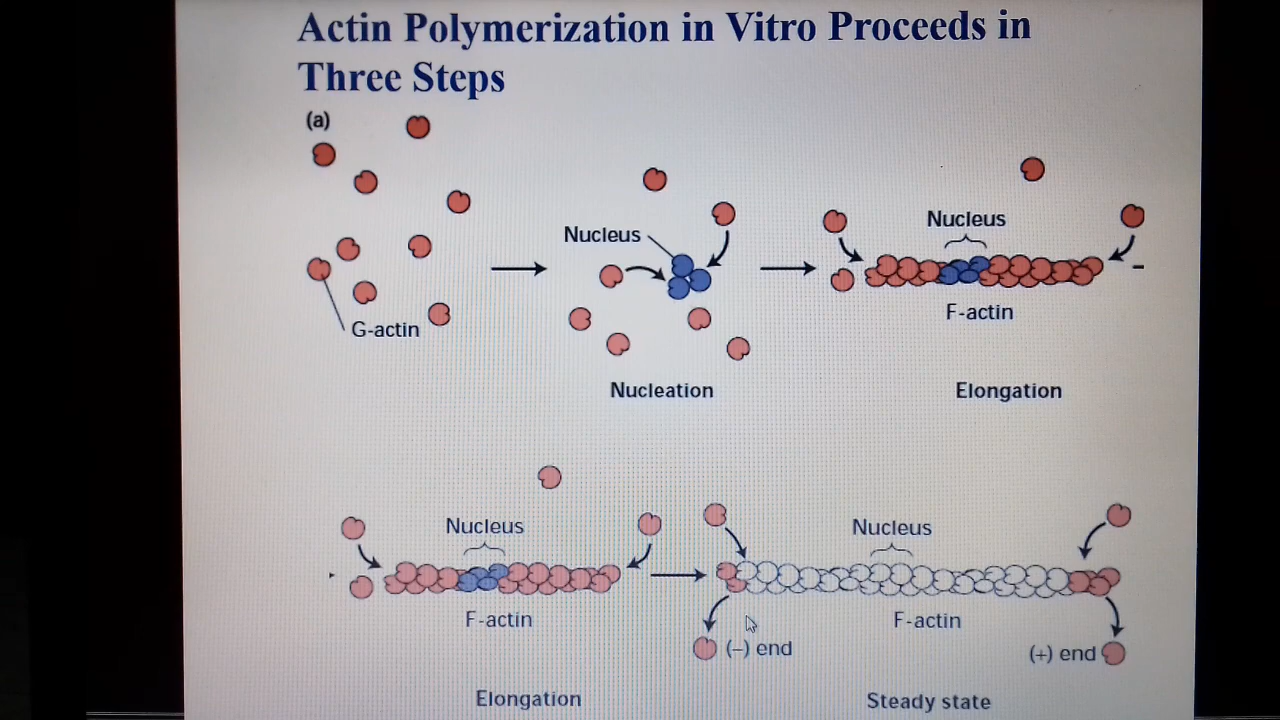 Actin Polymerization in Vitro Proceeds in
Three Steps
(a)
G-actin
Nucleus
Nucleation
Nucleus
F-actin
Elongation
Nucleus
F-actin
Elongation
Nucleus
F-actin
(–) end
(+) end
Steady state